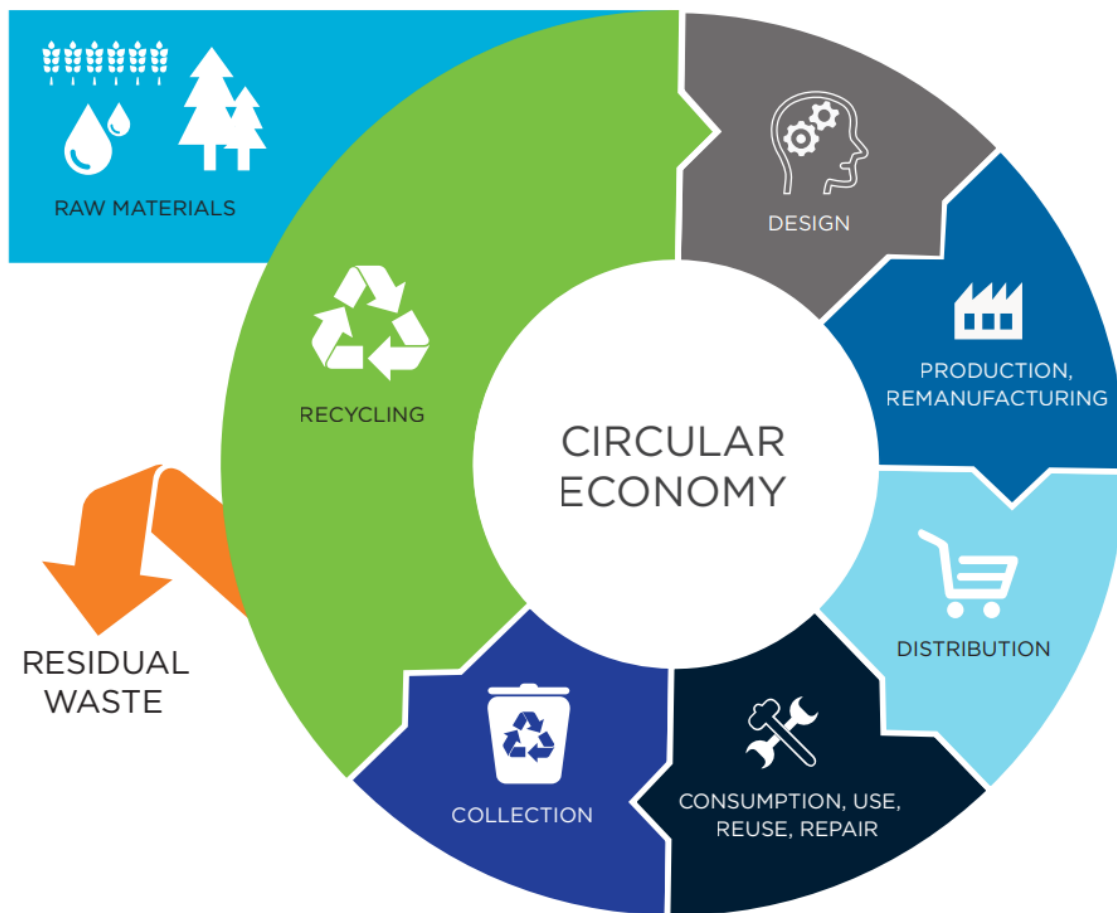 RAW MATERIALS
DESIGN
PRODUCTION,
REMANUFACTURING
RECYCLING
CIRCULAR
ECONOMY
DISTRIBUTION
RESIDUAL
WASTE
CONSUMPTION, USE,
REUSE, REPAIR
COLLECTION